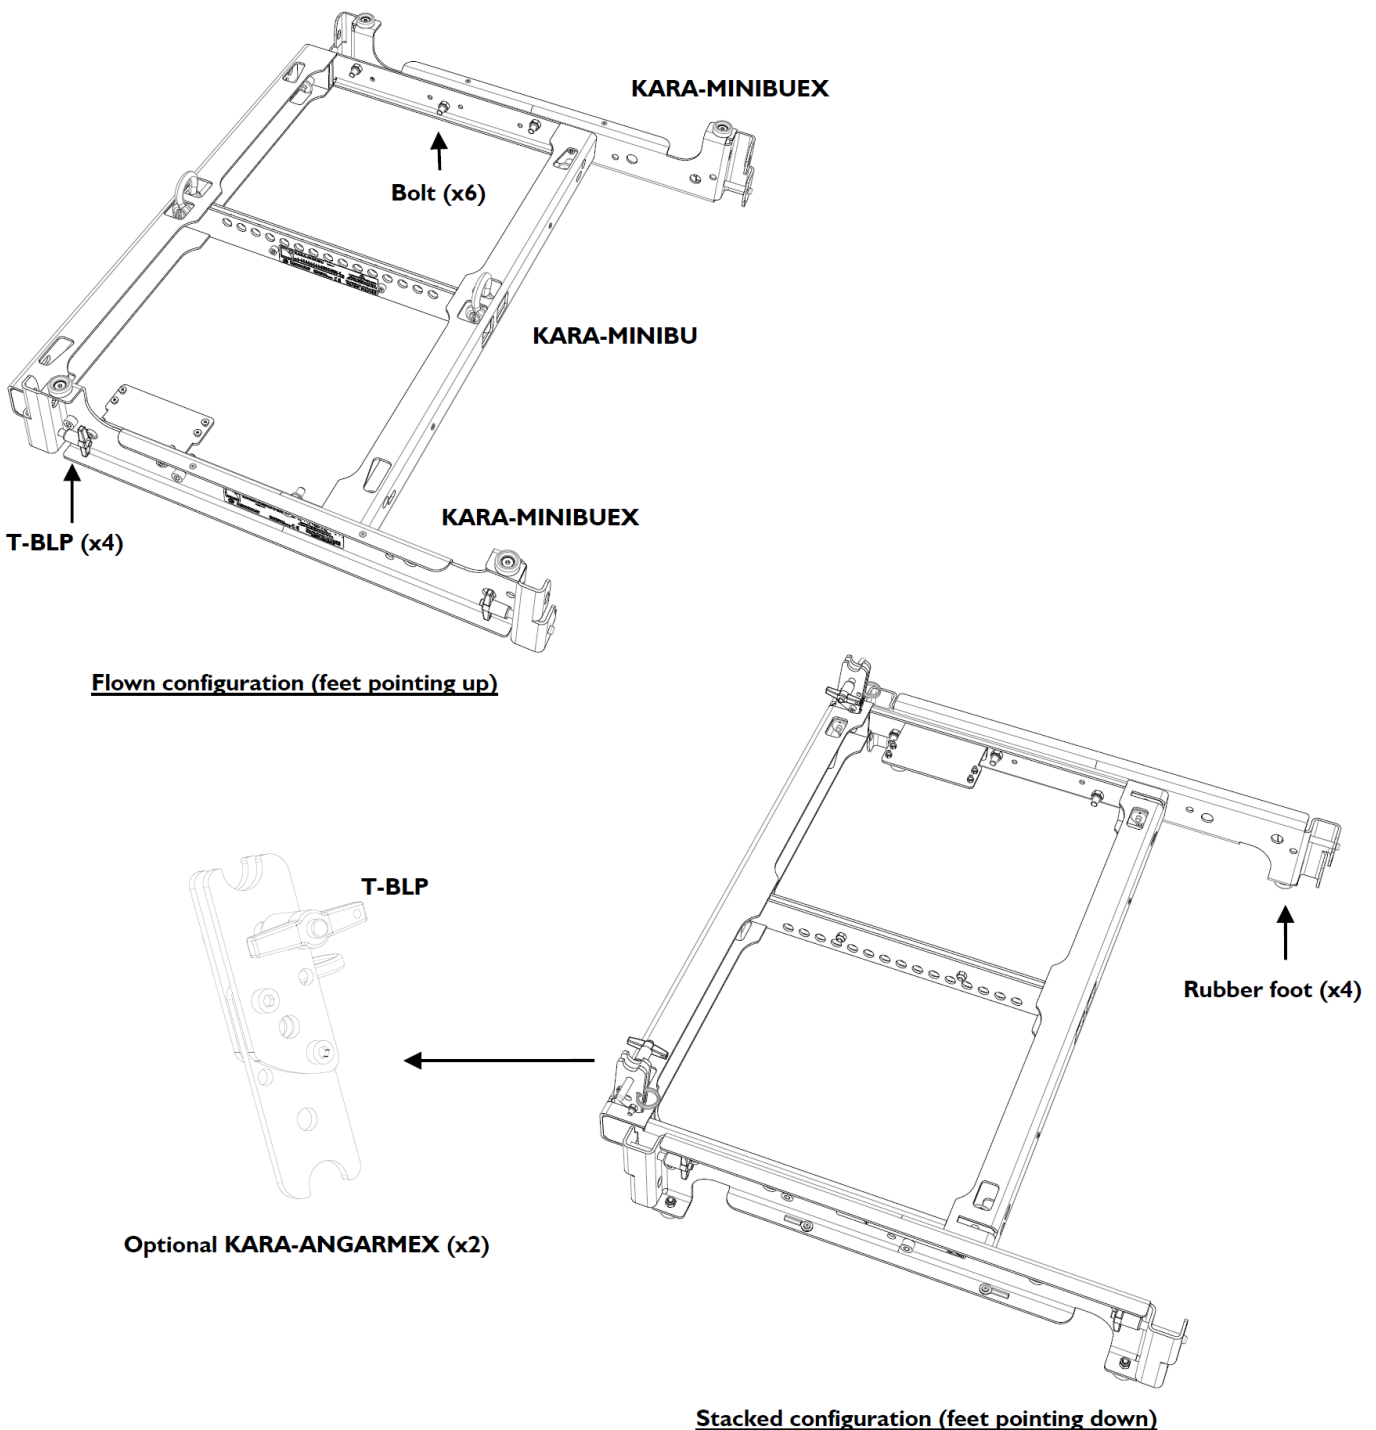 KARA-MINIBUEX
Bolt (x6)
KARA-MINIBU
KARA-MINIBUEX
T-BLP (x4)
Flown configuration (feet pointing up)
T-BLP
Rubber foot (x4)
Optional KARA-ANGARMEX (x2)
Stacked configuration (feet pointing down)